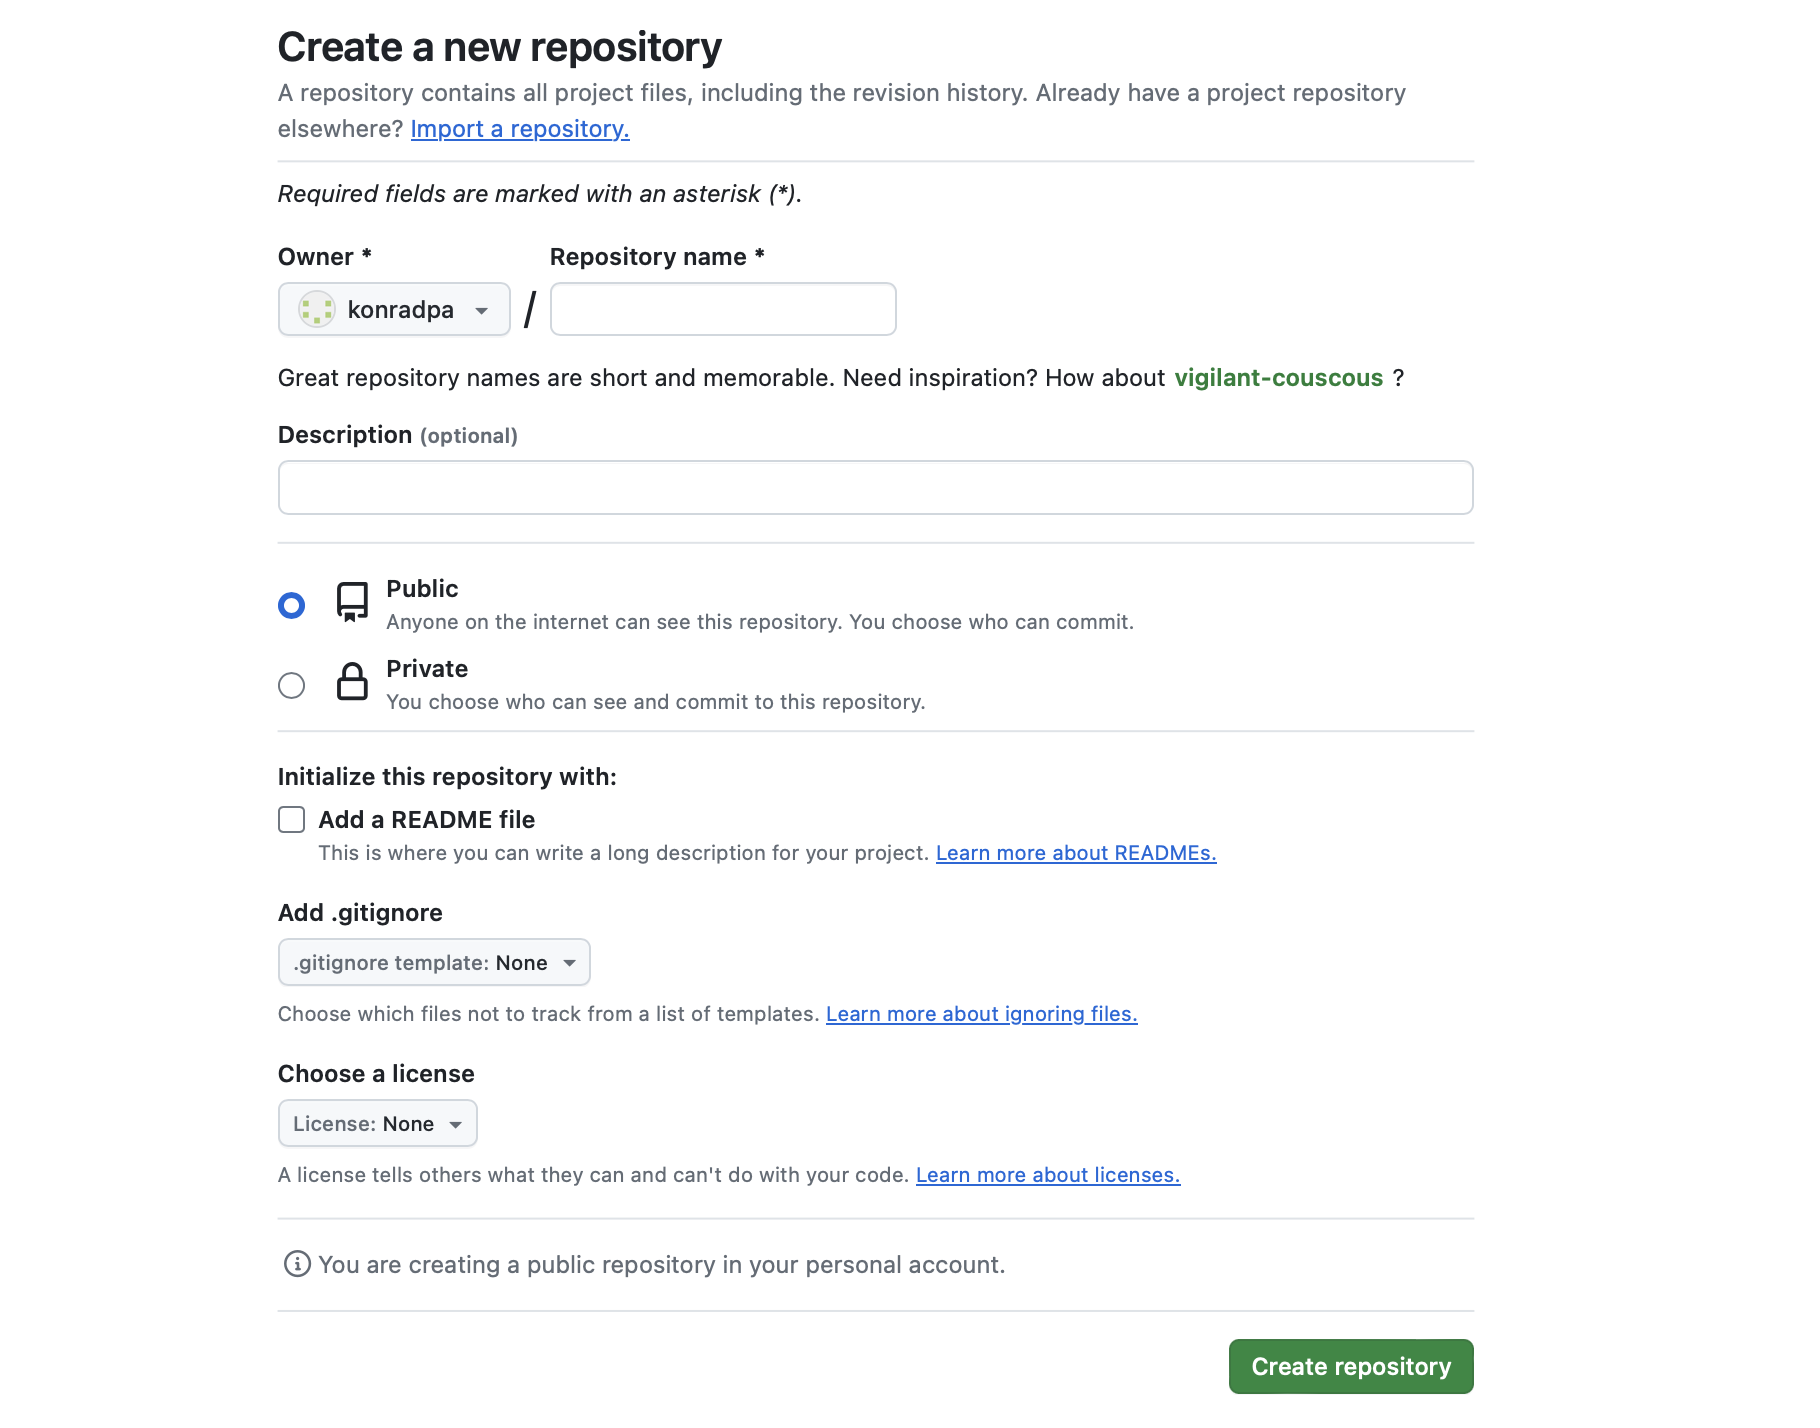 Create a new repository
A repository contains all project files, including the revision history. Already have a project repository
elsewhere? Import a repository.
Required fields are marked with an asterisk (*).
Owner * Repository name *
konradpa /
Great repository names are short and memorable. Need inspiration? How about vigilant-couscous ?
Description (optional)
Public
Anyone on the internet can see this repository. You choose who can commit.
Private
You choose who can see and commit to this repository.
Initialize this repository with:
Add a README file
This is where you can write a long description for your project. Learn more about READMEs.
Add .gitignore
.gitignore template: None
Choose which files not to track from a list of templates. Learn more about ignoring files.
Choose a license
License: None
A license tells others what they can and can't do with your code. Learn more about licenses.
You are creating a public repository in your personal account.
Create repository